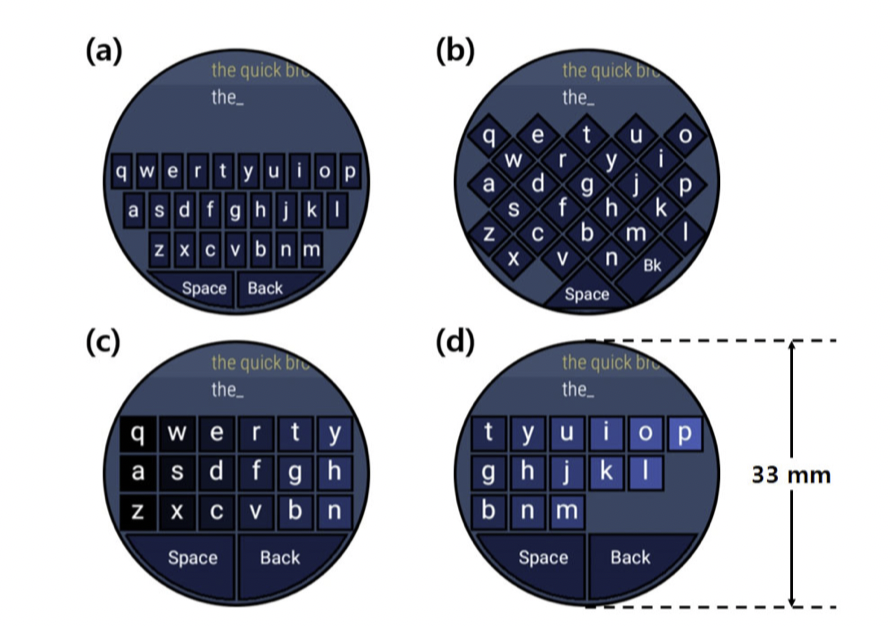 (a)
the quick bro
the_
q w e r t y u i o p
a s d f g h j k l
z x c v b n m
Space Back
(b)
the quick bro
the_
q e t u o
w r y i
a d g j p
s f h k
z c b m l
x v n Bk
Space
(c)
the quick bro
the_
q w e r t y
a s d f g h
z x c v b n
Space Back
(d)
the quick bro
the_
t y u i o p
g h j k l
b n m
Space Back
33 mm